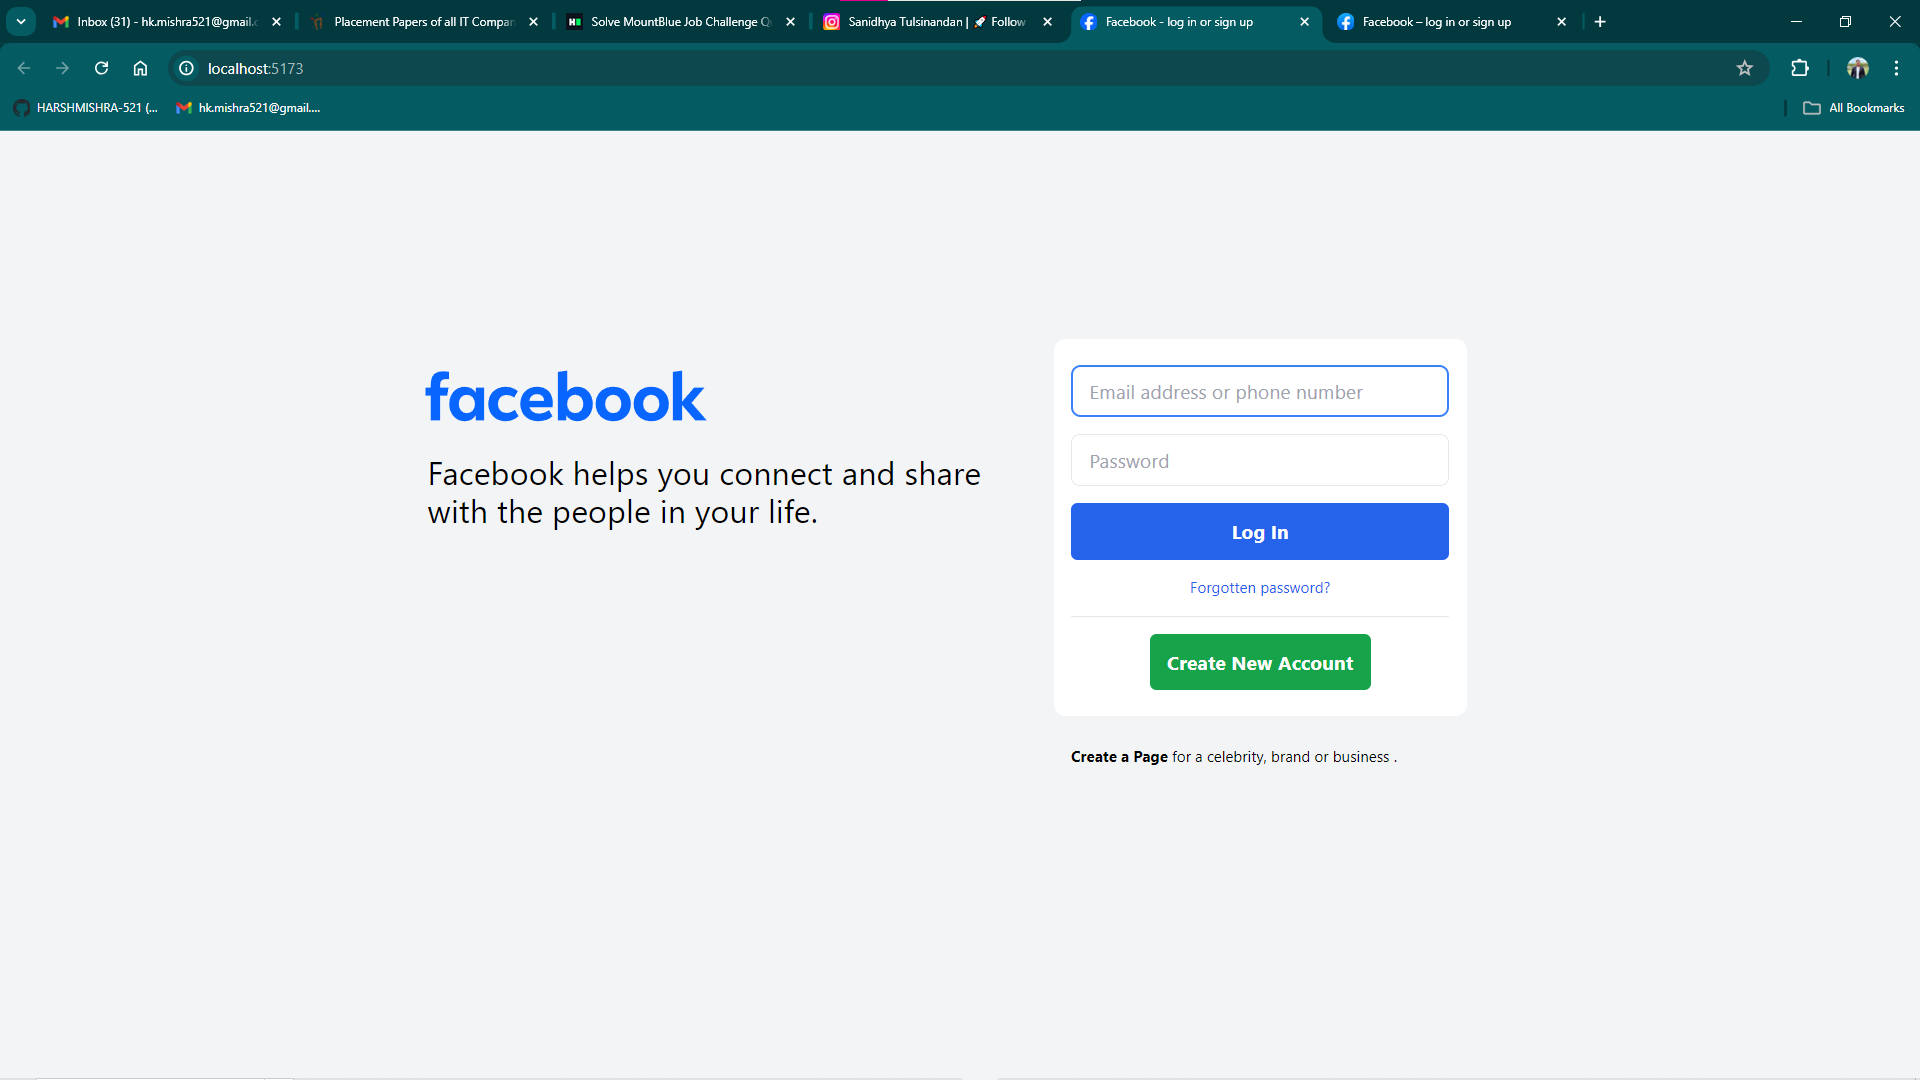 Inbox (31) - hk.mishra521@gmail.c
Placement Papers of all IT Compan
Solve MountBlue Job Challenge Q
Sanidhya Tulsinandan | 🚀 Follow
Facebook - log in or sign up
Facebook – log in or sign up
localhost:5173
HARSHMISHRA-521 (...
hk.mishra521@gmail....
All Bookmarks
facebook
Facebook helps you connect and share
with the people in your life.
Email address or phone number
Password
Log In
Forgotten password?
Create New Account
Create a Page for a celebrity, brand or business .